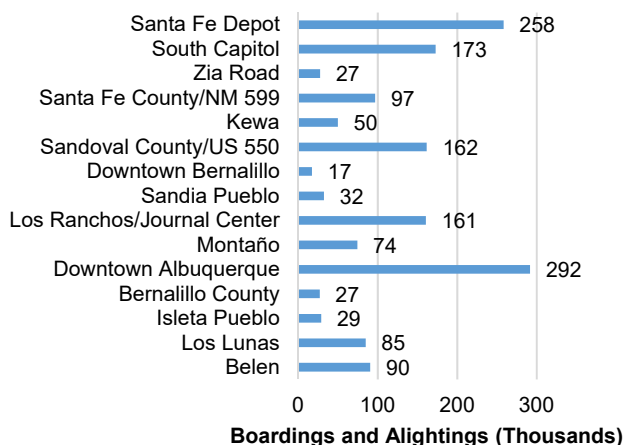 Santa Fe Depot 258
South Capitol 173
Zia Road 27
Santa Fe County/NM 599 97
Kewa 50
Sandoval County/US 550 162
Downtown Bernalillo 17
Sandia Pueblo 32
Los Ranchos/Journal Center 161
Montaño 74
Downtown Albuquerque 292
Bernalillo County 27
Isleta Pueblo 29
Los Lunas 85
Belen 90
0 100 200 300
Boardings and Alightings (Thousands)